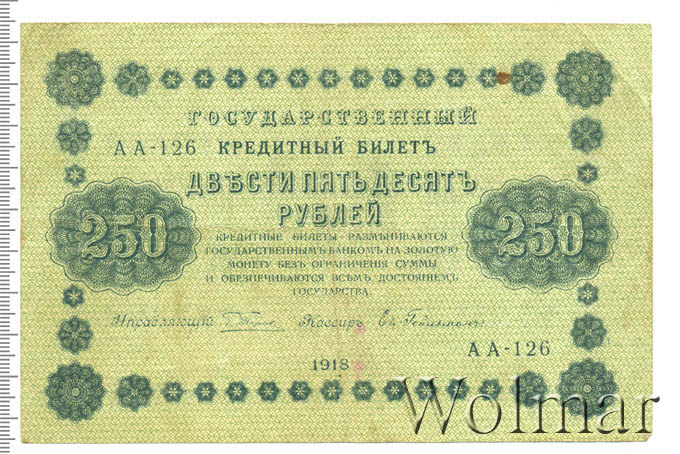 ГОСУДАРСТВЕННЫЙ
АА-126 КРЕДИТНЫЙ БИЛЕТЪ
ДВѢСТИ ПЯТЬДЕСЯТЪ
РУБЛЕЙ
250 250
КРЕДИТНЫЕ БИЛЕТЫ РАЗМѢНИВАЮТСЯ
ГОСУДАРСТВЕННЫМЪ БАНКОМЪ НА ЗОЛОТУЮ
МОНЕТУ БЕЗЪ ОГРАНИЧЕНІЯ СУММЫ
И ОБЕЗПЕЧИВАЮТСЯ ВСѢМЪ ДОСТОЯНІЕМЪ
ГОСУДАРСТВА.
Управляющій Кассиръ
АА-126
1918
Wolmar